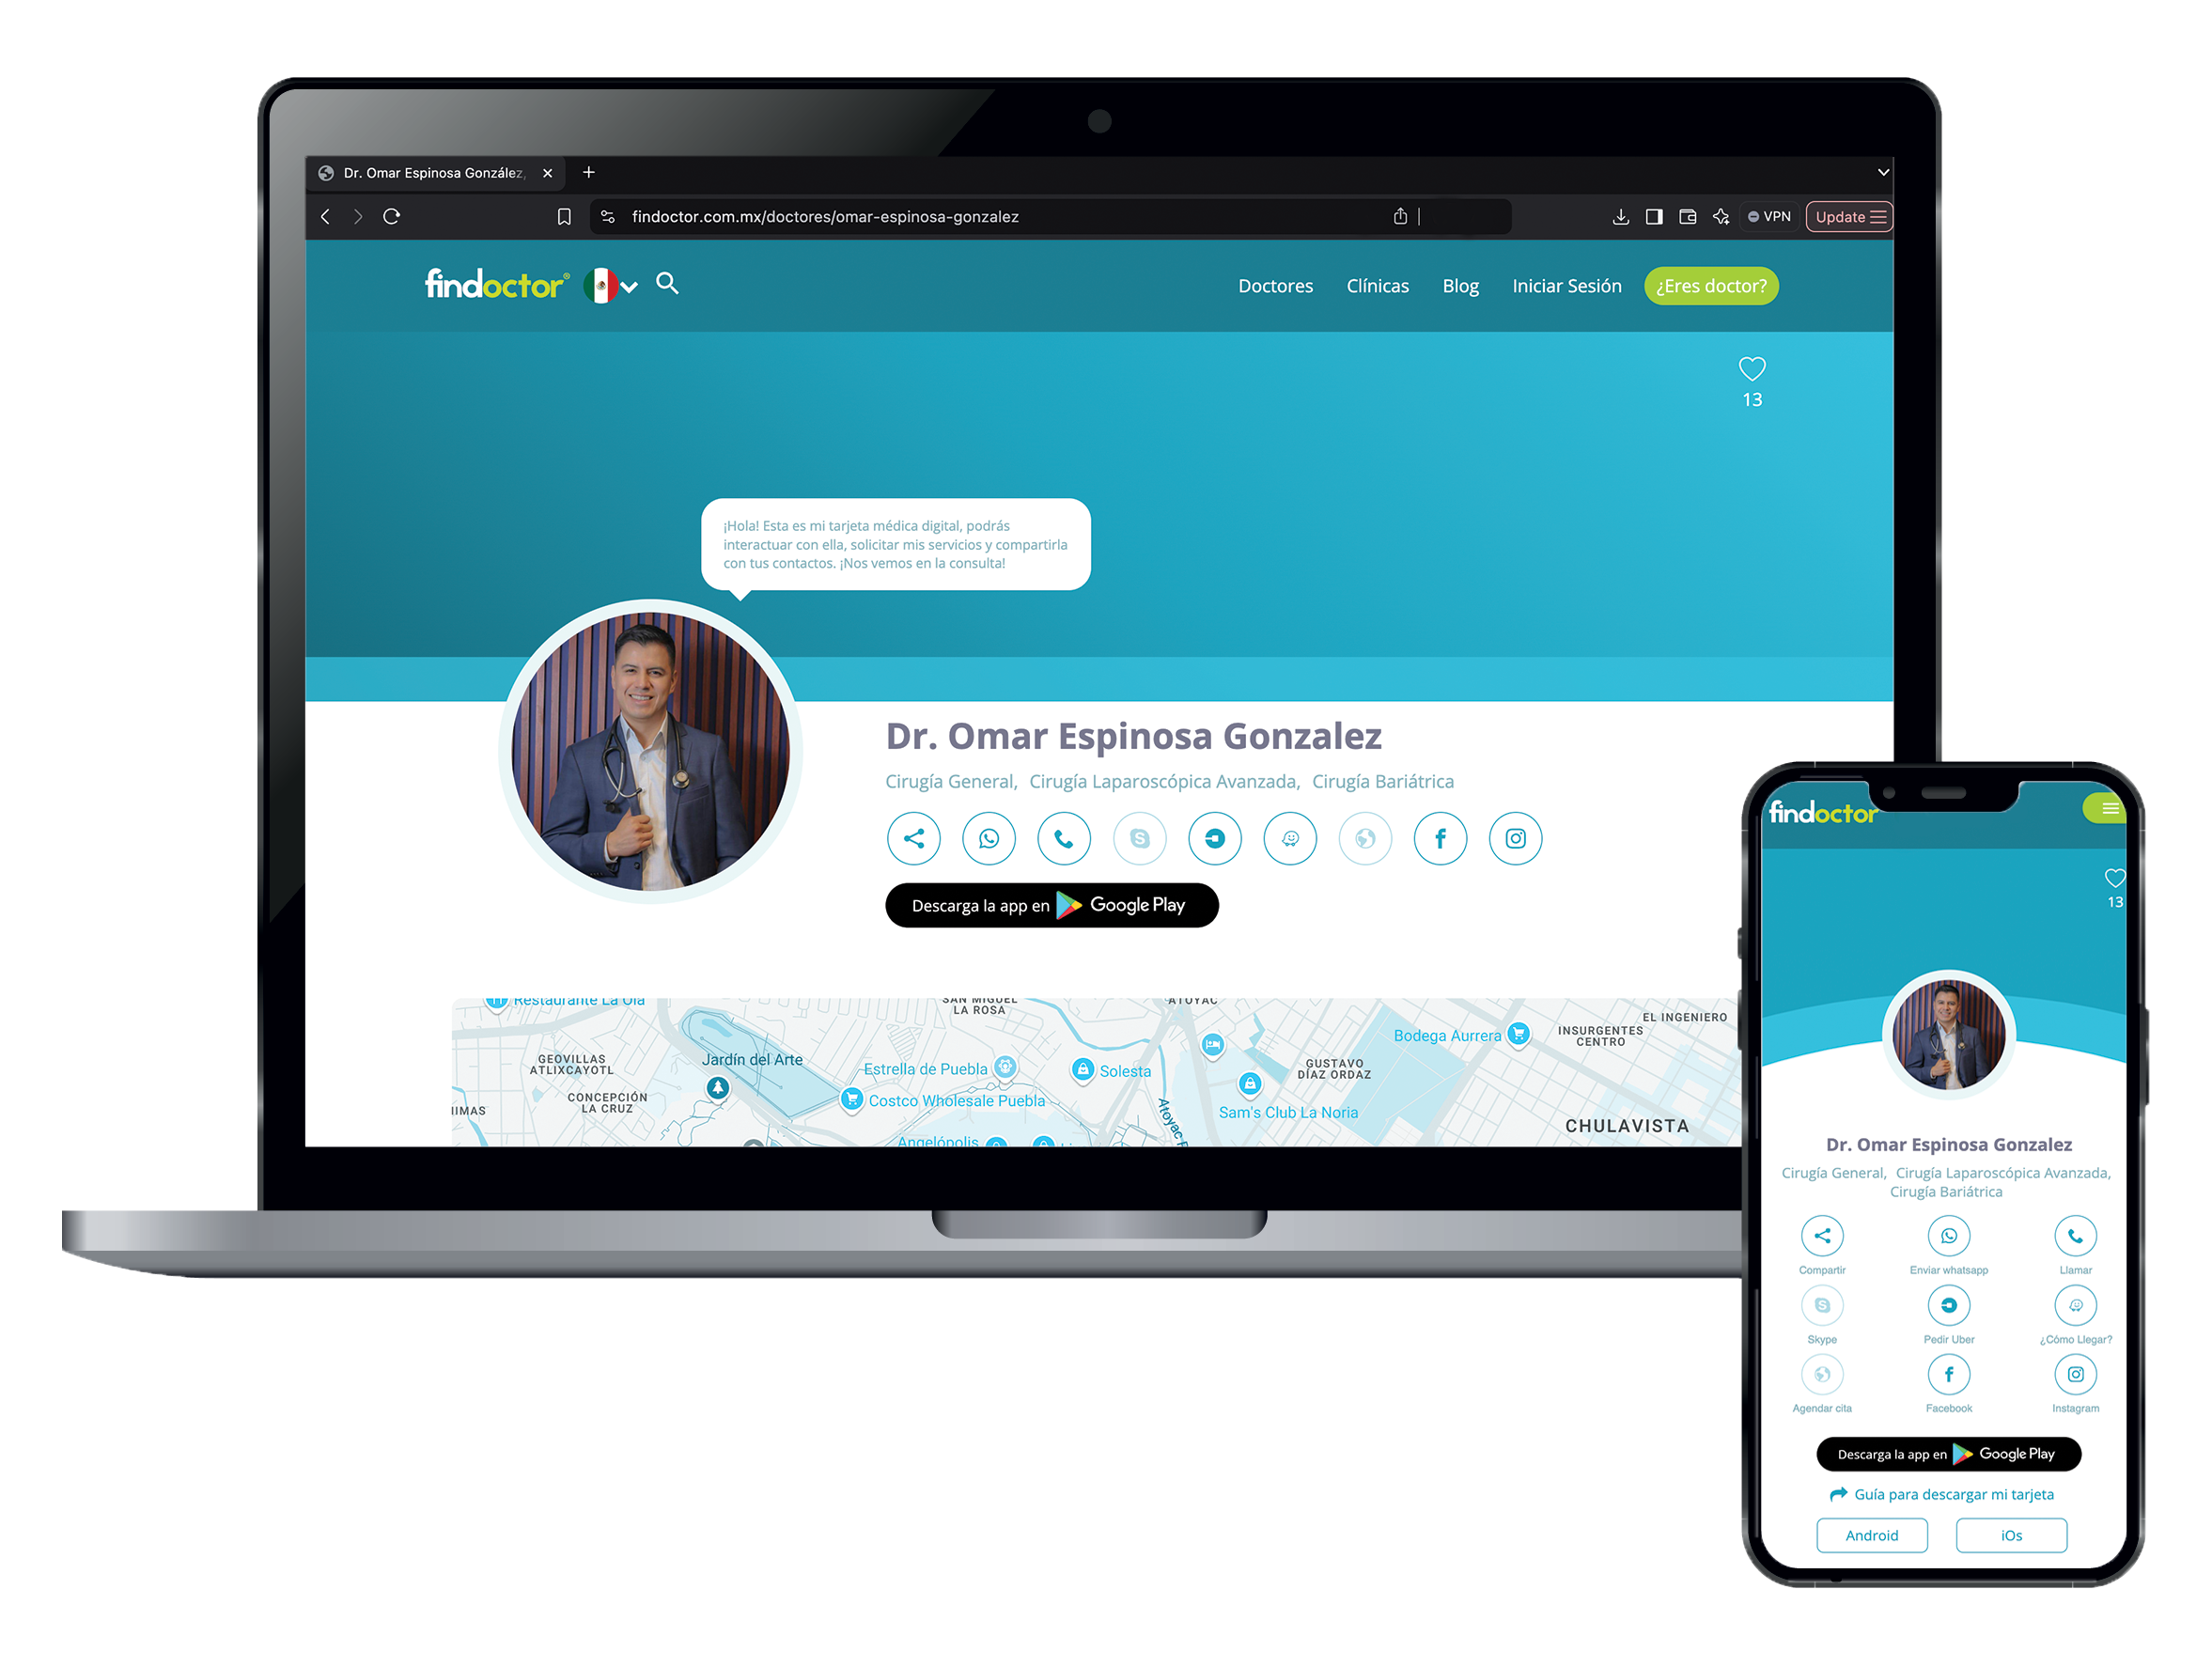 Dr. Omar Espinosa González,
findoctor.com.mx/doctores/omar-espinosa-gonzalez
VPN
Update
findoctor®
Doctores
Clínicas
Blog
Iniciar Sesión
¿Eres doctor?
13
¡Hola! Esta es mi tarjeta médica digital, podrás
interactuar con ella, solicitar mis servicios y compartirla
con tus contactos. ¡Nos vemos en la consulta!
Dr. Omar Espinosa Gonzalez
Cirugía General, Cirugía Laparoscópica Avanzada, Cirugía Bariátrica
Descarga la app en Google Play
Restaurante La Ola
SAN MIGUEL
LA ROSA
ATOYAC
EL INGENIERO
Bodega Aurrera
INSURGENTES
CENTRO
GEOVILLAS
ATLIXCAYOTL
Jardín del Arte
Estrella de Puebla
Solesta
GUSTAVO
DÍAZ ORDAZ
CONCEPCIÓN
LA CRUZ
Costco Wholesale Puebla
Sam's Club La Noria
Atoyac
CHULAVISTA
Angelópolis
findoctor
13
Dr. Omar Espinosa Gonzalez
Cirugía General, Cirugía Laparoscópica Avanzada,
Cirugía Bariátrica
Compartir
Enviar whatsapp
Llamar
Skype
Pedir Uber
¿Cómo Llegar?
Agendar cita
Facebook
Instagram
Descarga la app en Google Play
Guía para descargar mi tarjeta
Android
iOs